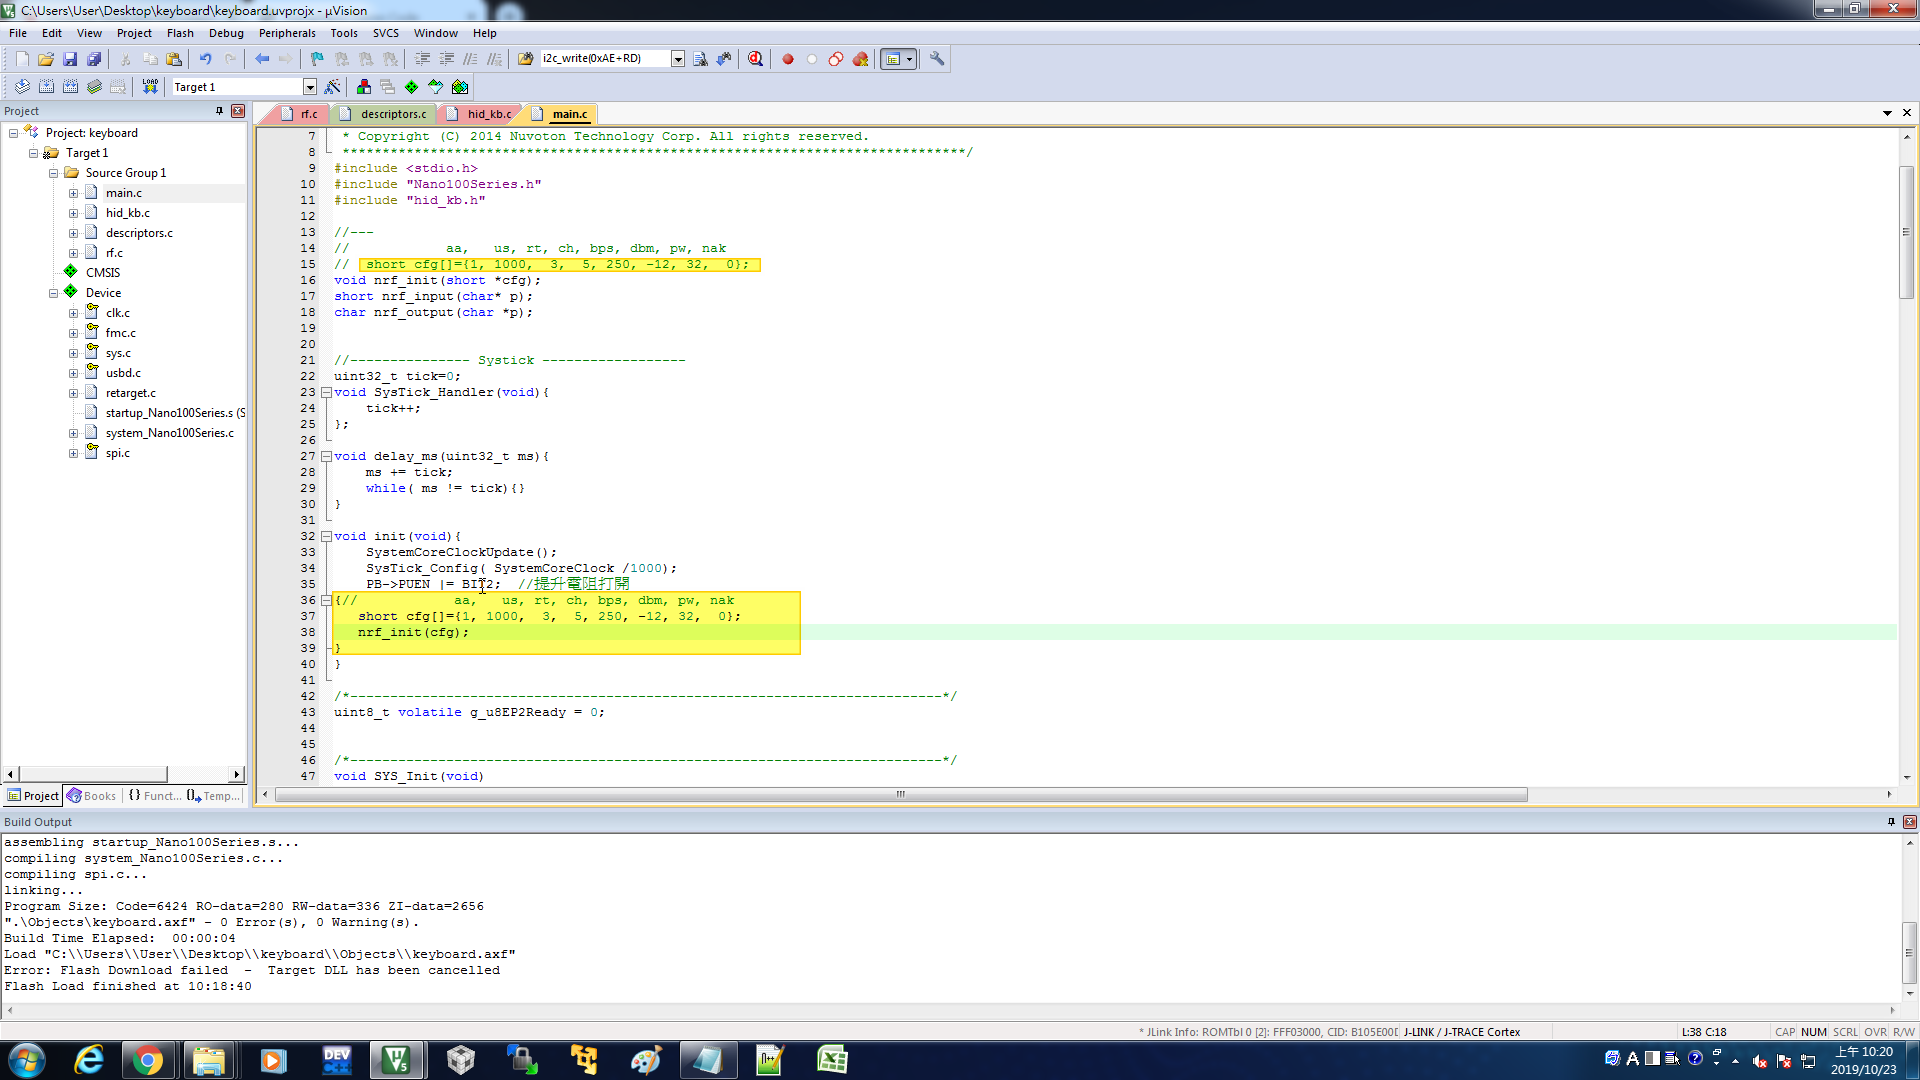 C:\Users\User\Desktop\keyboard\keyboard.uvprojx - µVision
File Edit View Project Flash Debug Peripherals Tools SVCS Window Help
i2c_write(0xAE+RD)
LOAD Target 1
Project
rf.c descriptors.c hid_kb.c main.c
Project: keyboard
Target 1
Source Group 1
main.c
hid_kb.c
descriptors.c
rf.c
CMSIS
Device
clk.c
fmc.c
sys.c
usbd.c
retarget.c
startup_Nano100Series.s (S
system_Nano100Series.c
spi.c
Project Books Funct... Temp...
7 * Copyright (C) 2014 Nuvoton Technology Corp. All rights reserved.
8 ******************************************************************************/
9 #include <stdio.h>
10 #include "Nano100Series.h"
11 #include "hid_kb.h"
12
13 //---
14 // aa, us, rt, ch, bps, dbm, pw, nak
15 // short cfg[]={1, 1000, 3, 5, 250, -12, 32, 0};
16 void nrf_init(short *cfg);
17 short nrf_input(char* p);
18 char nrf_output(char *p);
19
20
21 //--------------- Systick ------------------
22 uint32_t tick=0;
23 void SysTick_Handler(void){
24 tick++;
25 };
26
27 void delay_ms(uint32_t ms){
28 ms += tick;
29 while( ms != tick){}
30 }
31
32 void init(void){
33 SystemCoreClockUpdate();
34 SysTick_Config( SystemCoreClock /1000);
35 PB->PUEN |= BIT2; //提升電阻打開
36 {// aa, us, rt, ch, bps, dbm, pw, nak
37 short cfg[]={1, 1000, 3, 5, 250, -12, 32, 0};
38 nrf_init(cfg);
39 }
40 }
41
42 /*--------------------------------------------------------------------------*/
43 uint8_t volatile g_u8EP2Ready = 0;
44
45
46 /*--------------------------------------------------------------------------*/
47 void SYS_Init(void)
Build Output
assembling startup_Nano100Series.s...
compiling system_Nano100Series.c...
compiling spi.c...
linking...
Program Size: Code=6424 RO-data=280 RW-data=336 ZI-data=2656
".\Objects\keyboard.axf" - 0 Error(s), 0 Warning(s).
Build Time Elapsed: 00:00:04
Load "C:\\Users\\User\\Desktop\\keyboard\\Objects\\keyboard.axf"
Error: Flash Download failed - Target DLL has been cancelled
Flash Load finished at 10:18:40
* JLink Info: ROMTbl 0 [2]: FFF03000, CID: B105E00D J-LINK / J-TRACE Cortex L:38 C:18 CAP NUM SCRL OVR R/W
DEV C++ A 上午 10:20
2019/10/23